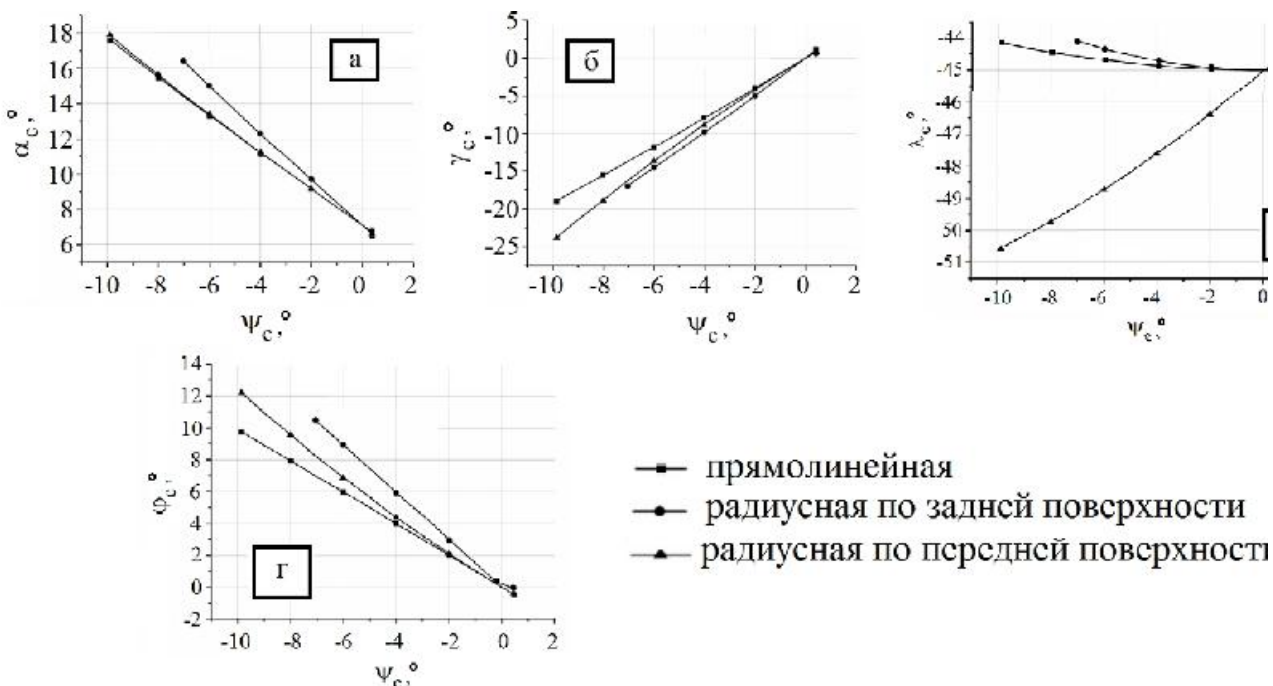 18
16
14
12
10
8
6
-10 -8 -6 -4 -2 0 2
α_c,°
ψ_c,°
а
5
0
-5
-10
-15
-20
-25
-10 -8 -6 -4 -2 0 2
γ_c,°
ψ_c,°
б
-44
-45
-46
-47
-48
-49
-50
-51
-10 -8 -6 -4 -2 0
λ_c,°
ψ_c,°
14
12
10
8
6
4
2
0
-2
-10 -8 -6 -4 -2 0 2
φ_c,°
ψ_c,°
г
прямолинейная
радиусная по задней поверхности
радиусная по передней поверхности